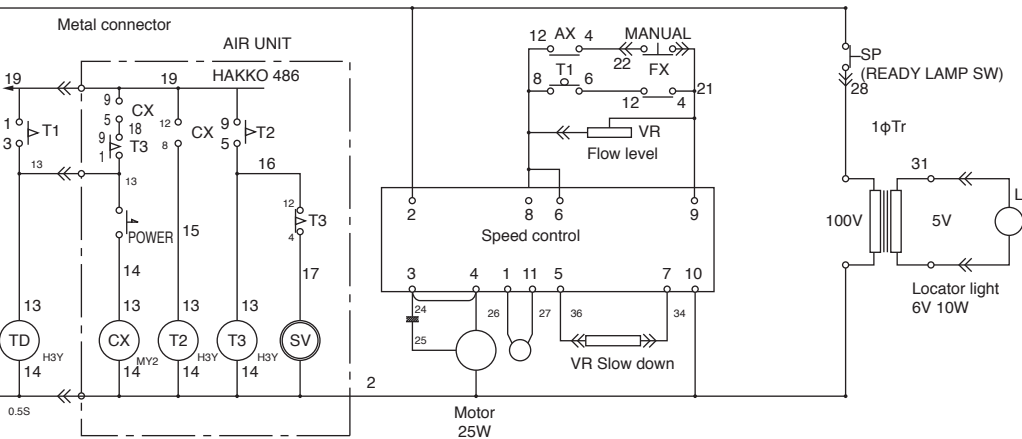 Metal connector
AIR UNIT
HAKKO 486
12 AX 4 MANUAL
22 FX
8 T1 6
12 4 21
VR
Flow level
SP
(READY LAMP SW)
28
1φTr
19 19
1 T1
3
9 CX
5 18
9 T3
1
12 CX
8
9 T2
5
13 13
16
12 T3
4
POWER
15
14
17
2 8 6 9
Speed control
3 4 1 11 5 7 10
24 26 27 36 34
25
VR Slow down
100V 5V
31
L
Locator light
6V 10W
13 13 13 13
TD CX T2 T3 SV
H3Y MY2 H3Y H3Y
14 14 14 14
0.5S
2
Motor
25W